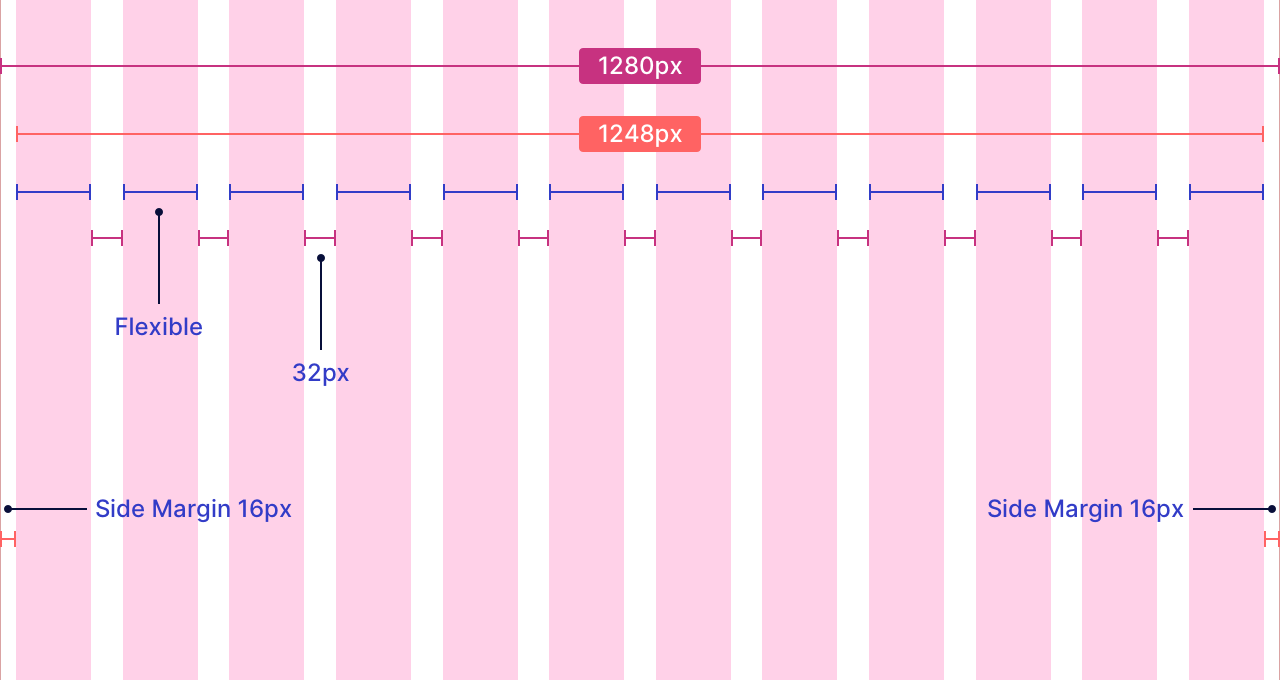 1280px
1248px
Flexible
32px
Side Margin 16px
Side Margin 16px